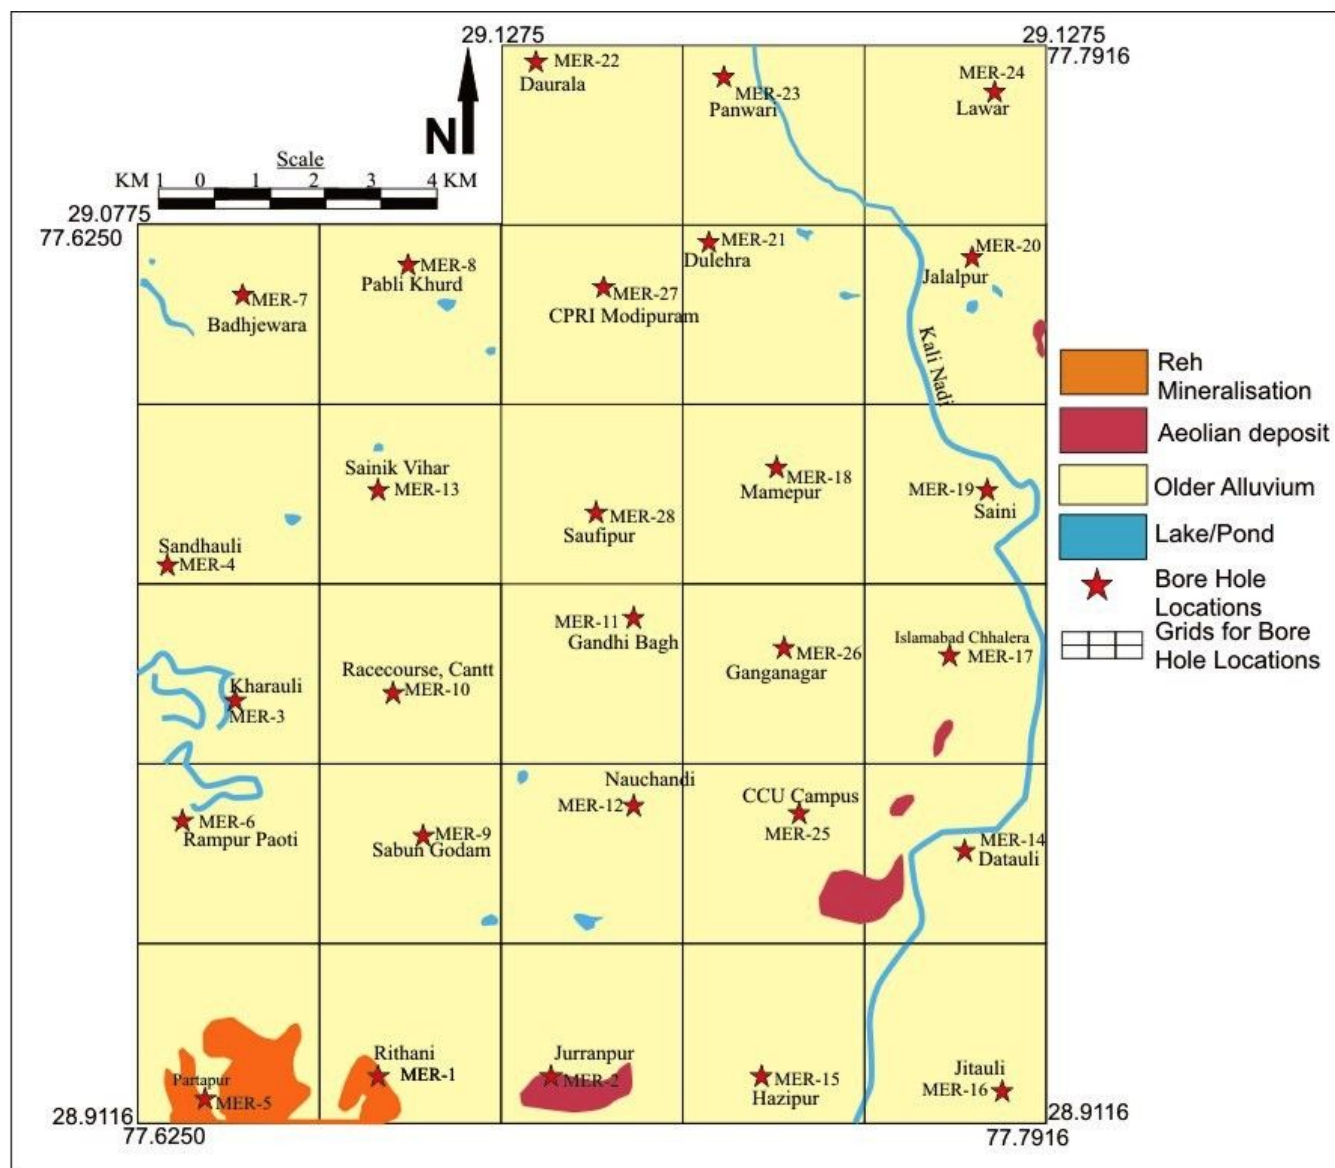 29.1275
29.1275
77.7916
MER-22
Daurala
MER-23
Panwari
MER-24
Lawar
N
Scale
KM 1 0 1 2 3 4 KM
29.0775
77.6250
MER-7
Badhjewara
MER-8
Pabli Khurd
MER-27
CPRI Modipuram
MER-21
Dulehra
MER-20
Jalalpur
Kali Nadi
Sandhauli
MER-4
Sainik Vihar
MER-13
MER-28
Saufipur
MER-18
Mamepur
MER-19
Saini
Kharauli
MER-3
Racecourse, Cantt
MER-10
MER-11
Gandhi Bagh
MER-26
Ganganagar
Islamabad Chhalera
MER-17
MER-6
Rampur Paoti
MER-9
Sabun Godam
Nauchandi
MER-12
CCU Campus
MER-25
MER-14
Datauli
Partapur
MER-5
Rithani
MER-1
Jurranpur
MER-2
MER-15
Hazipur
Jitauli
MER-16
28.9116
77.6250
28.9116
77.7916
Reh
Mineralisation
Aeolian deposit
Older Alluvium
Lake/Pond
Bore Hole
Locations
Grids for Bore
Hole Locations